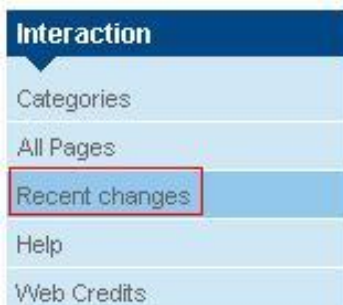 Interaction
Categories
All Pages
Recent changes
Help
Web Credits